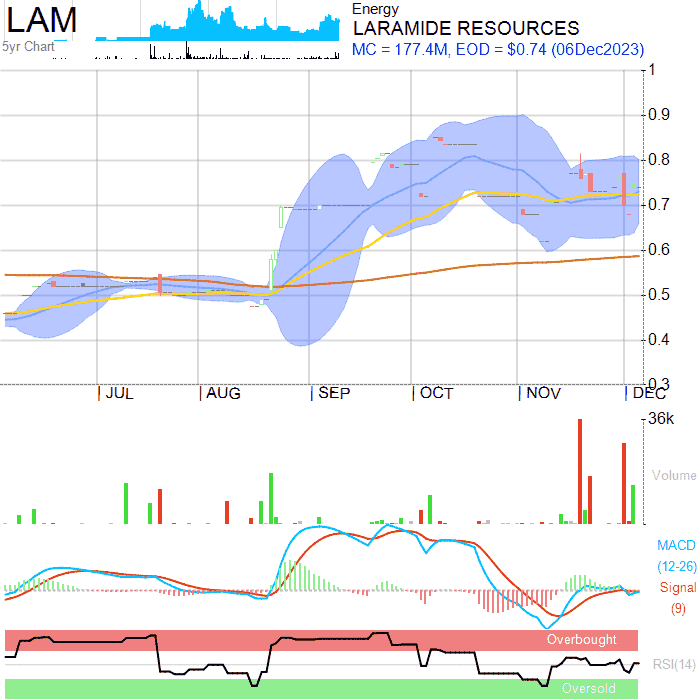 LAM
5yr Chart
Energy
LARAMIDE RESOURCES
MC = 177.4M, EOD = $0.74 (06Dec2023)
1
0.9
0.8
0.7
0.6
0.5
0.4
0.3
JUL AUG SEP OCT NOV DEC
36k
Volume
MACD
(12-26)
Signal
(9)
Overbought
RSI(14)
Oversold